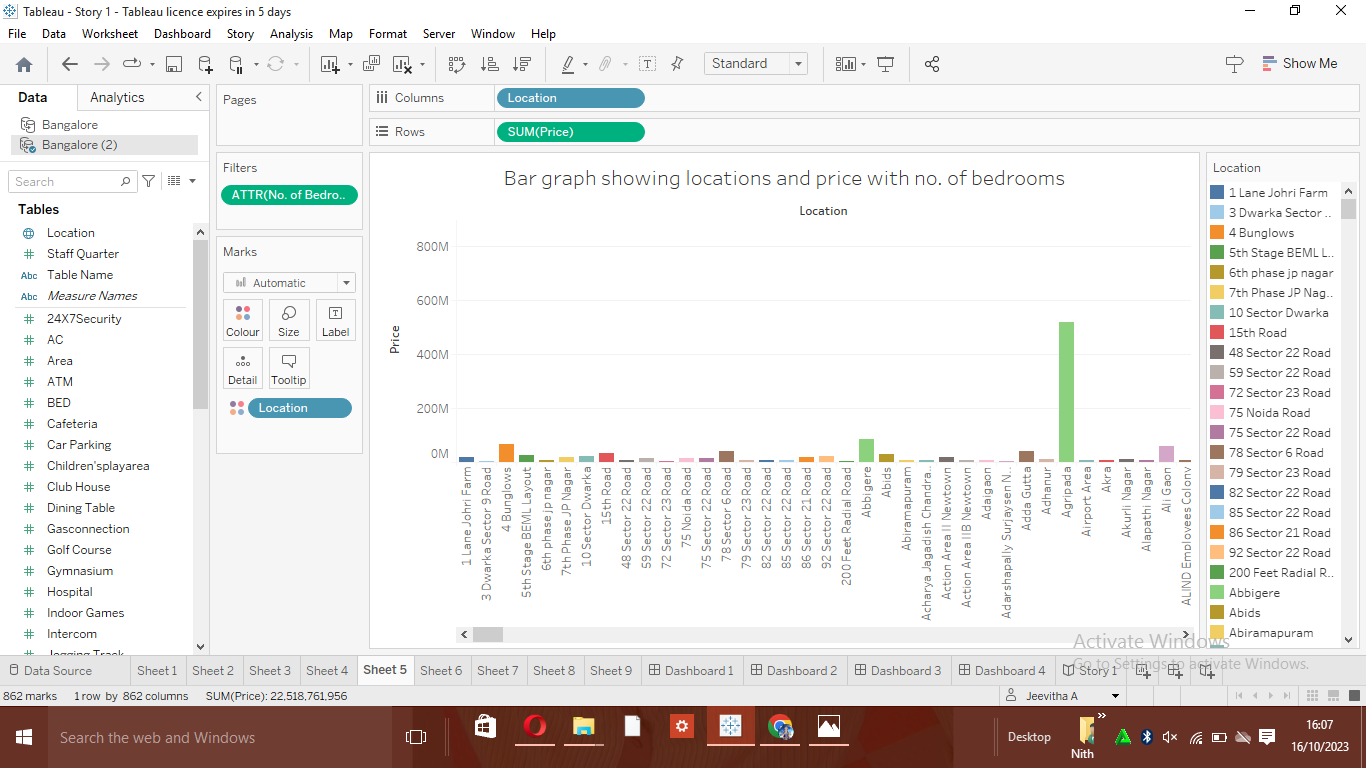 Tableau - Story 1 - Tableau licence expires in 5 days
File Data Worksheet Dashboard Story Analysis Map Format Server Window Help
Standard
Show Me
Data Analytics
Bangalore
Bangalore (2)
Search
Tables
Location
Staff Quarter
Abc Table Name
Abc Measure Names
24X7Security
AC
Area
ATM
BED
Cafeteria
Car Parking
Children'splayarea
Club House
Dining Table
Gasconnection
Golf Course
Gymnasium
Hospital
Indoor Games
Intercom
Jogging Track
Pages
Filters
ATTR(No. of Bedro..
Marks
Automatic
Colour Size Label
Detail Tooltip
Location
Columns Location
Rows SUM(Price)
Bar graph showing locations and price with no. of bedrooms
Location
Price
800M
600M
400M
200M
0M
1 Lane Johri Farm
3 Dwarka Sector 9 Road
4 Bunglows
5th Stage BEML Layout
6th phase jp nagar
7th Phase JP Nagar
10 Sector Dwarka
15th Road
48 Sector 22 Road
59 Sector 22 Road
72 Sector 23 Road
75 Noida Road
75 Sector 22 Road
78 Sector 6 Road
79 Sector 23 Road
82 Sector 22 Road
85 Sector 22 Road
86 Sector 21 Road
92 Sector 22 Road
200 Feet Radial Road
Abbigere
Abids
Abiramapuram
Acharya Jagadish Chandra..
Action Area II Newtown
Action Area IIB Newtown
Adaigaon
Adarshapally Surjaysen N..
Adda Gutta
Adhanur
Agripada
Airport Area
Akra
Akurli Nagar
Alapathi Nagar
Ali Gaon
ALIND Employees Colony
Location
1 Lane Johri Farm
3 Dwarka Sector ..
4 Bunglows
5th Stage BEML L..
6th phase jp nagar
7th Phase JP Nag..
10 Sector Dwarka
15th Road
48 Sector 22 Road
59 Sector 22 Road
72 Sector 23 Road
75 Noida Road
75 Sector 22 Road
78 Sector 6 Road
79 Sector 23 Road
82 Sector 22 Road
85 Sector 22 Road
86 Sector 21 Road
92 Sector 22 Road
200 Feet Radial R..
Abbigere
Abids
Abiramapuram
Activate Windows
Go to Settings to activate Windows.
Data Source Sheet 1 Sheet 2 Sheet 3 Sheet 4 Sheet 5 Sheet 6 Sheet 7 Sheet 8 Sheet 9 Dashboard 1 Dashboard 2 Dashboard 3 Dashboard 4 Story 1
862 marks 1 row by 862 columns SUM(Price): 22,518,761,956
Jeevitha A
Search the web and Windows
Desktop
Nith
16:07
16/10/2023